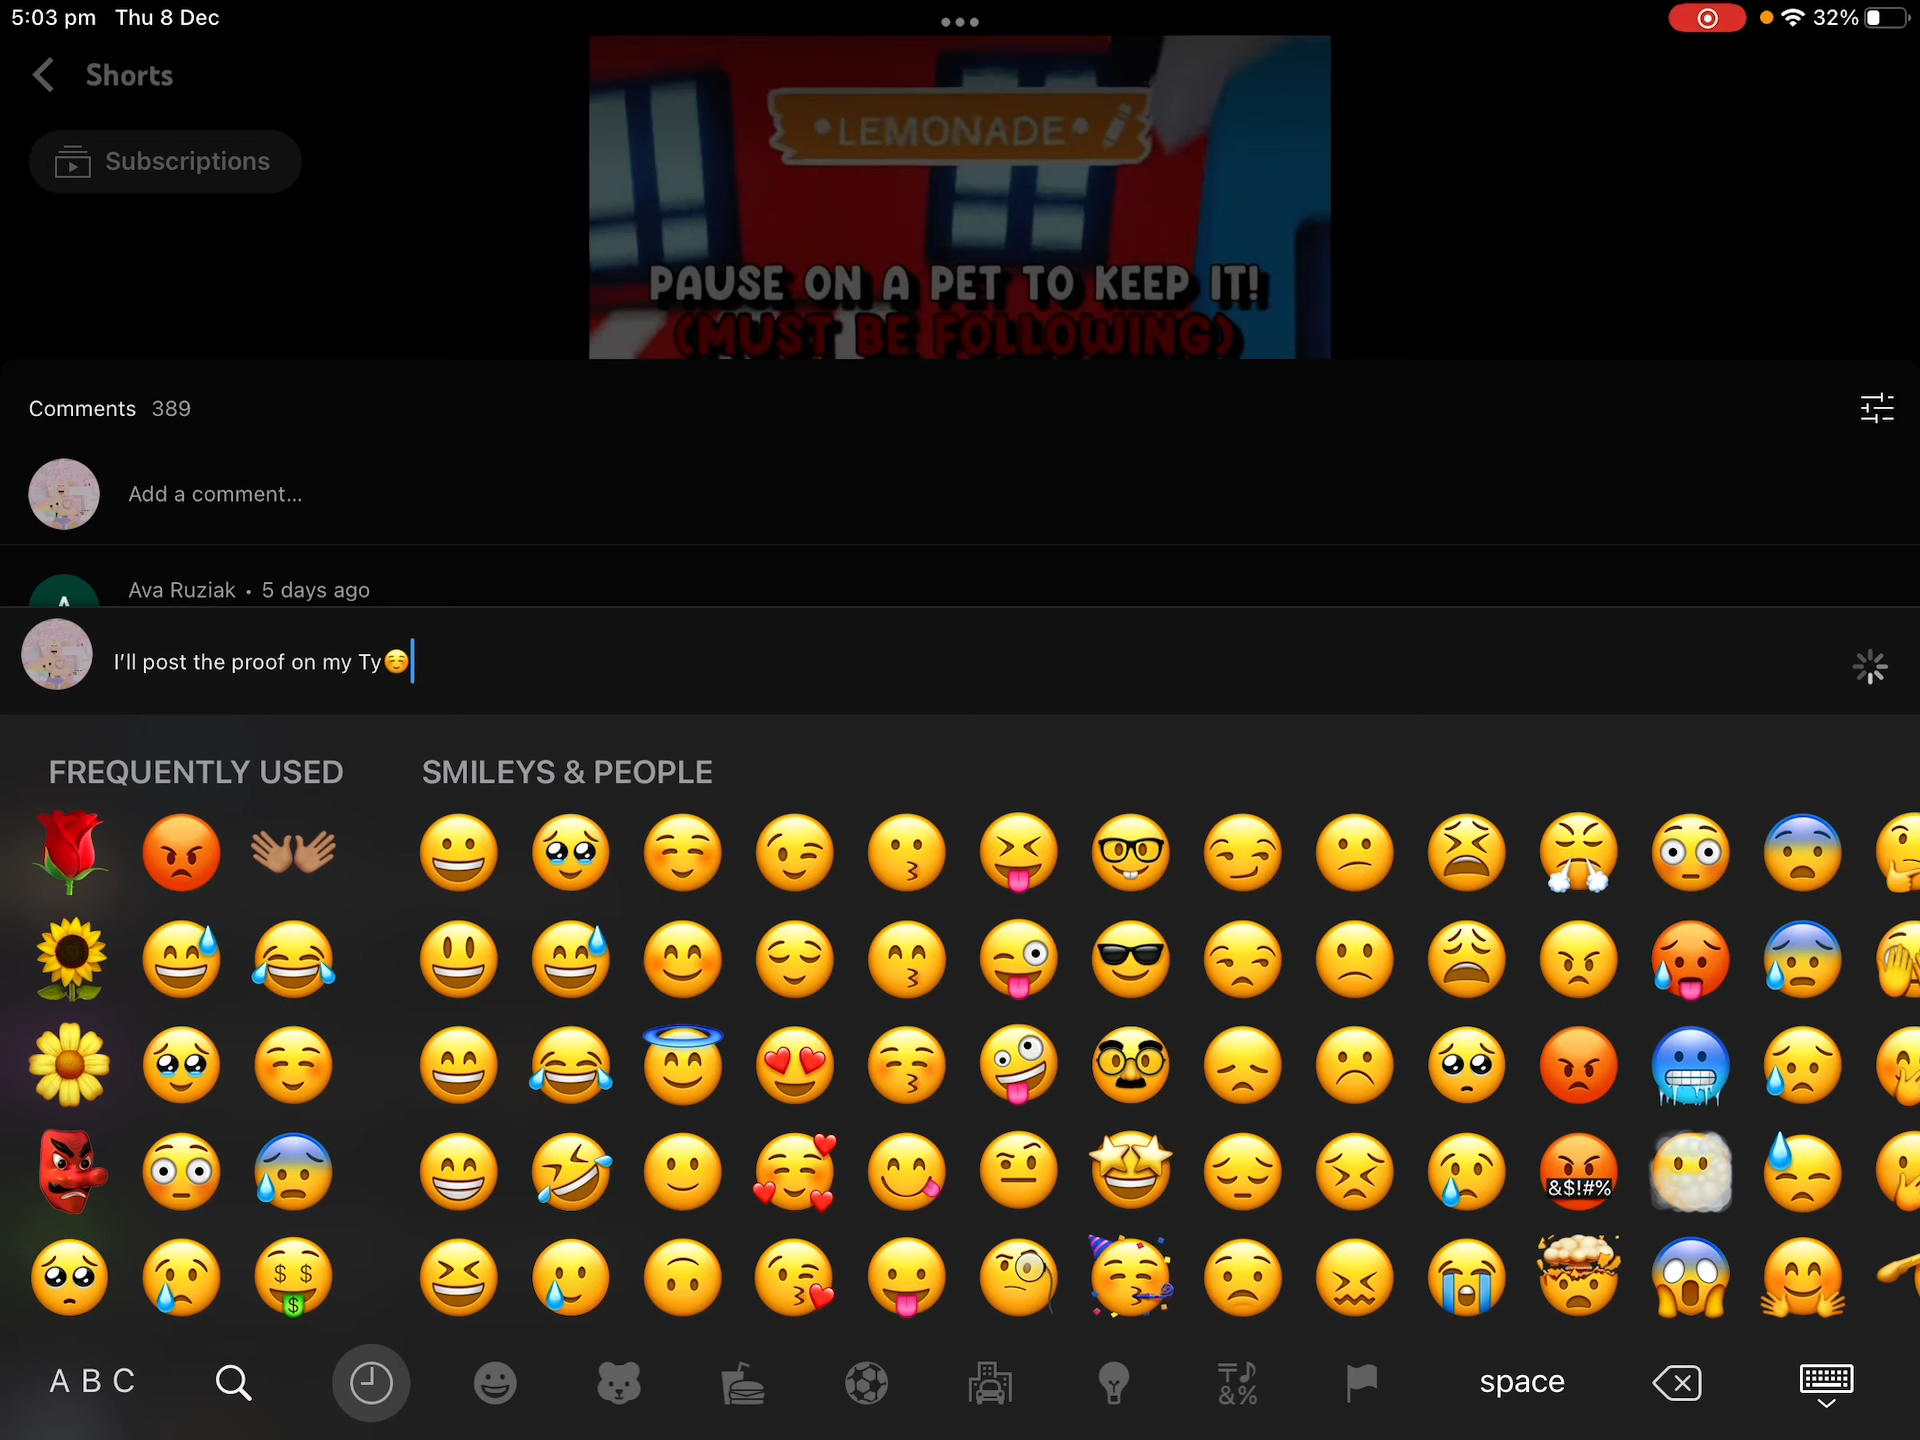 5:03 pm Thu 8 Dec
32%
Shorts
Subscriptions
•LEMONADE•
PAUSE ON A PET TO KEEP IT!
(MUST BE FOLLOWING)
Comments 389
Add a comment...
A
Ava Ruziak • 5 days ago
I'll post the proof on my Ty☺️
FREQUENTLY USED
SMILEYS & PEOPLE
&$!#%
ABC
space